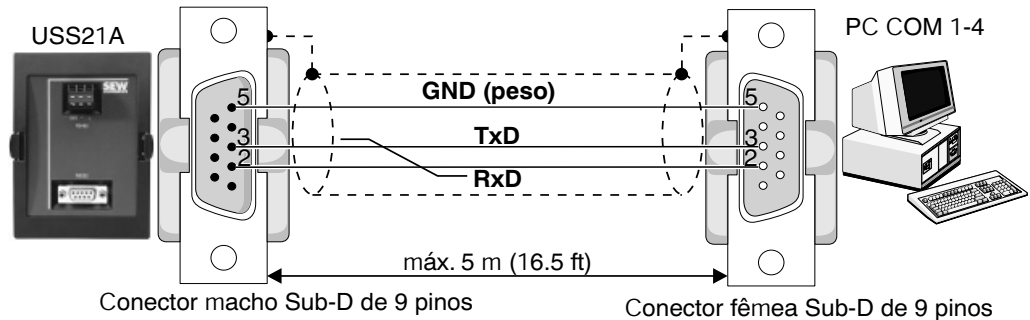 USS21A
PC COM 1-4
SEW
5 GND (peso) 5
3 TxD 3
2 RxD 2
máx. 5 m (16.5 ft)
Conector macho Sub-D de 9 pinos
Conector fêmea Sub-D de 9 pinos